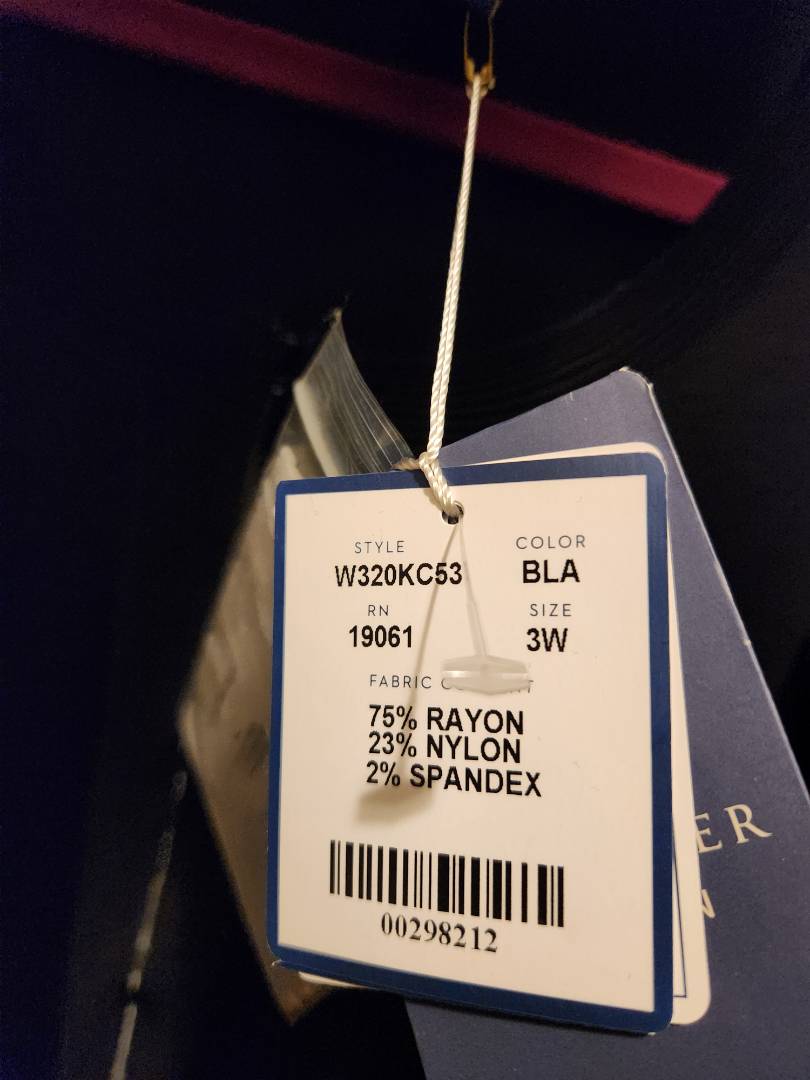 STYLE COLOR
W320KC53 BLA
RN SIZE
19061 3W
FABRIC
75% RAYON
23% NYLON
2% SPANDEX
00298212